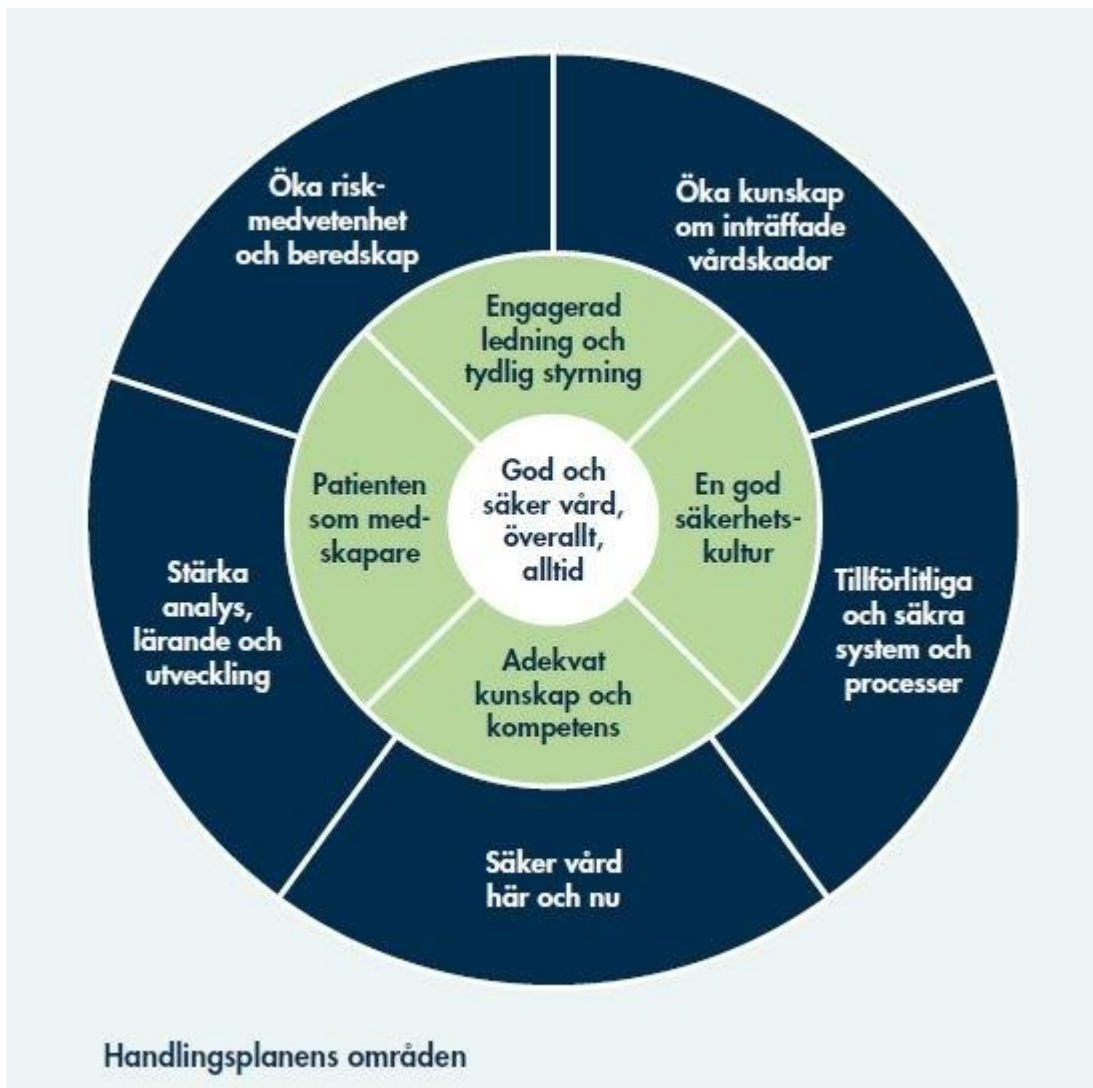 Öka risk-
medvetenhet
och beredskap
Öka kunskap
om inträffade
vårdskador
Engagerad
ledning och
tydlig styrning
Patienten
som med-
skapare
God och
säker vård,
överallt,
alltid
En god
säkerhets-
kultur
Stärka
analys,
lärande och
utveckling
Tillförlitliga
och säkra
system och
processer
Adekvat
kunskap och
kompetens
Säker vård
här och nu
Handlingsplanens områden